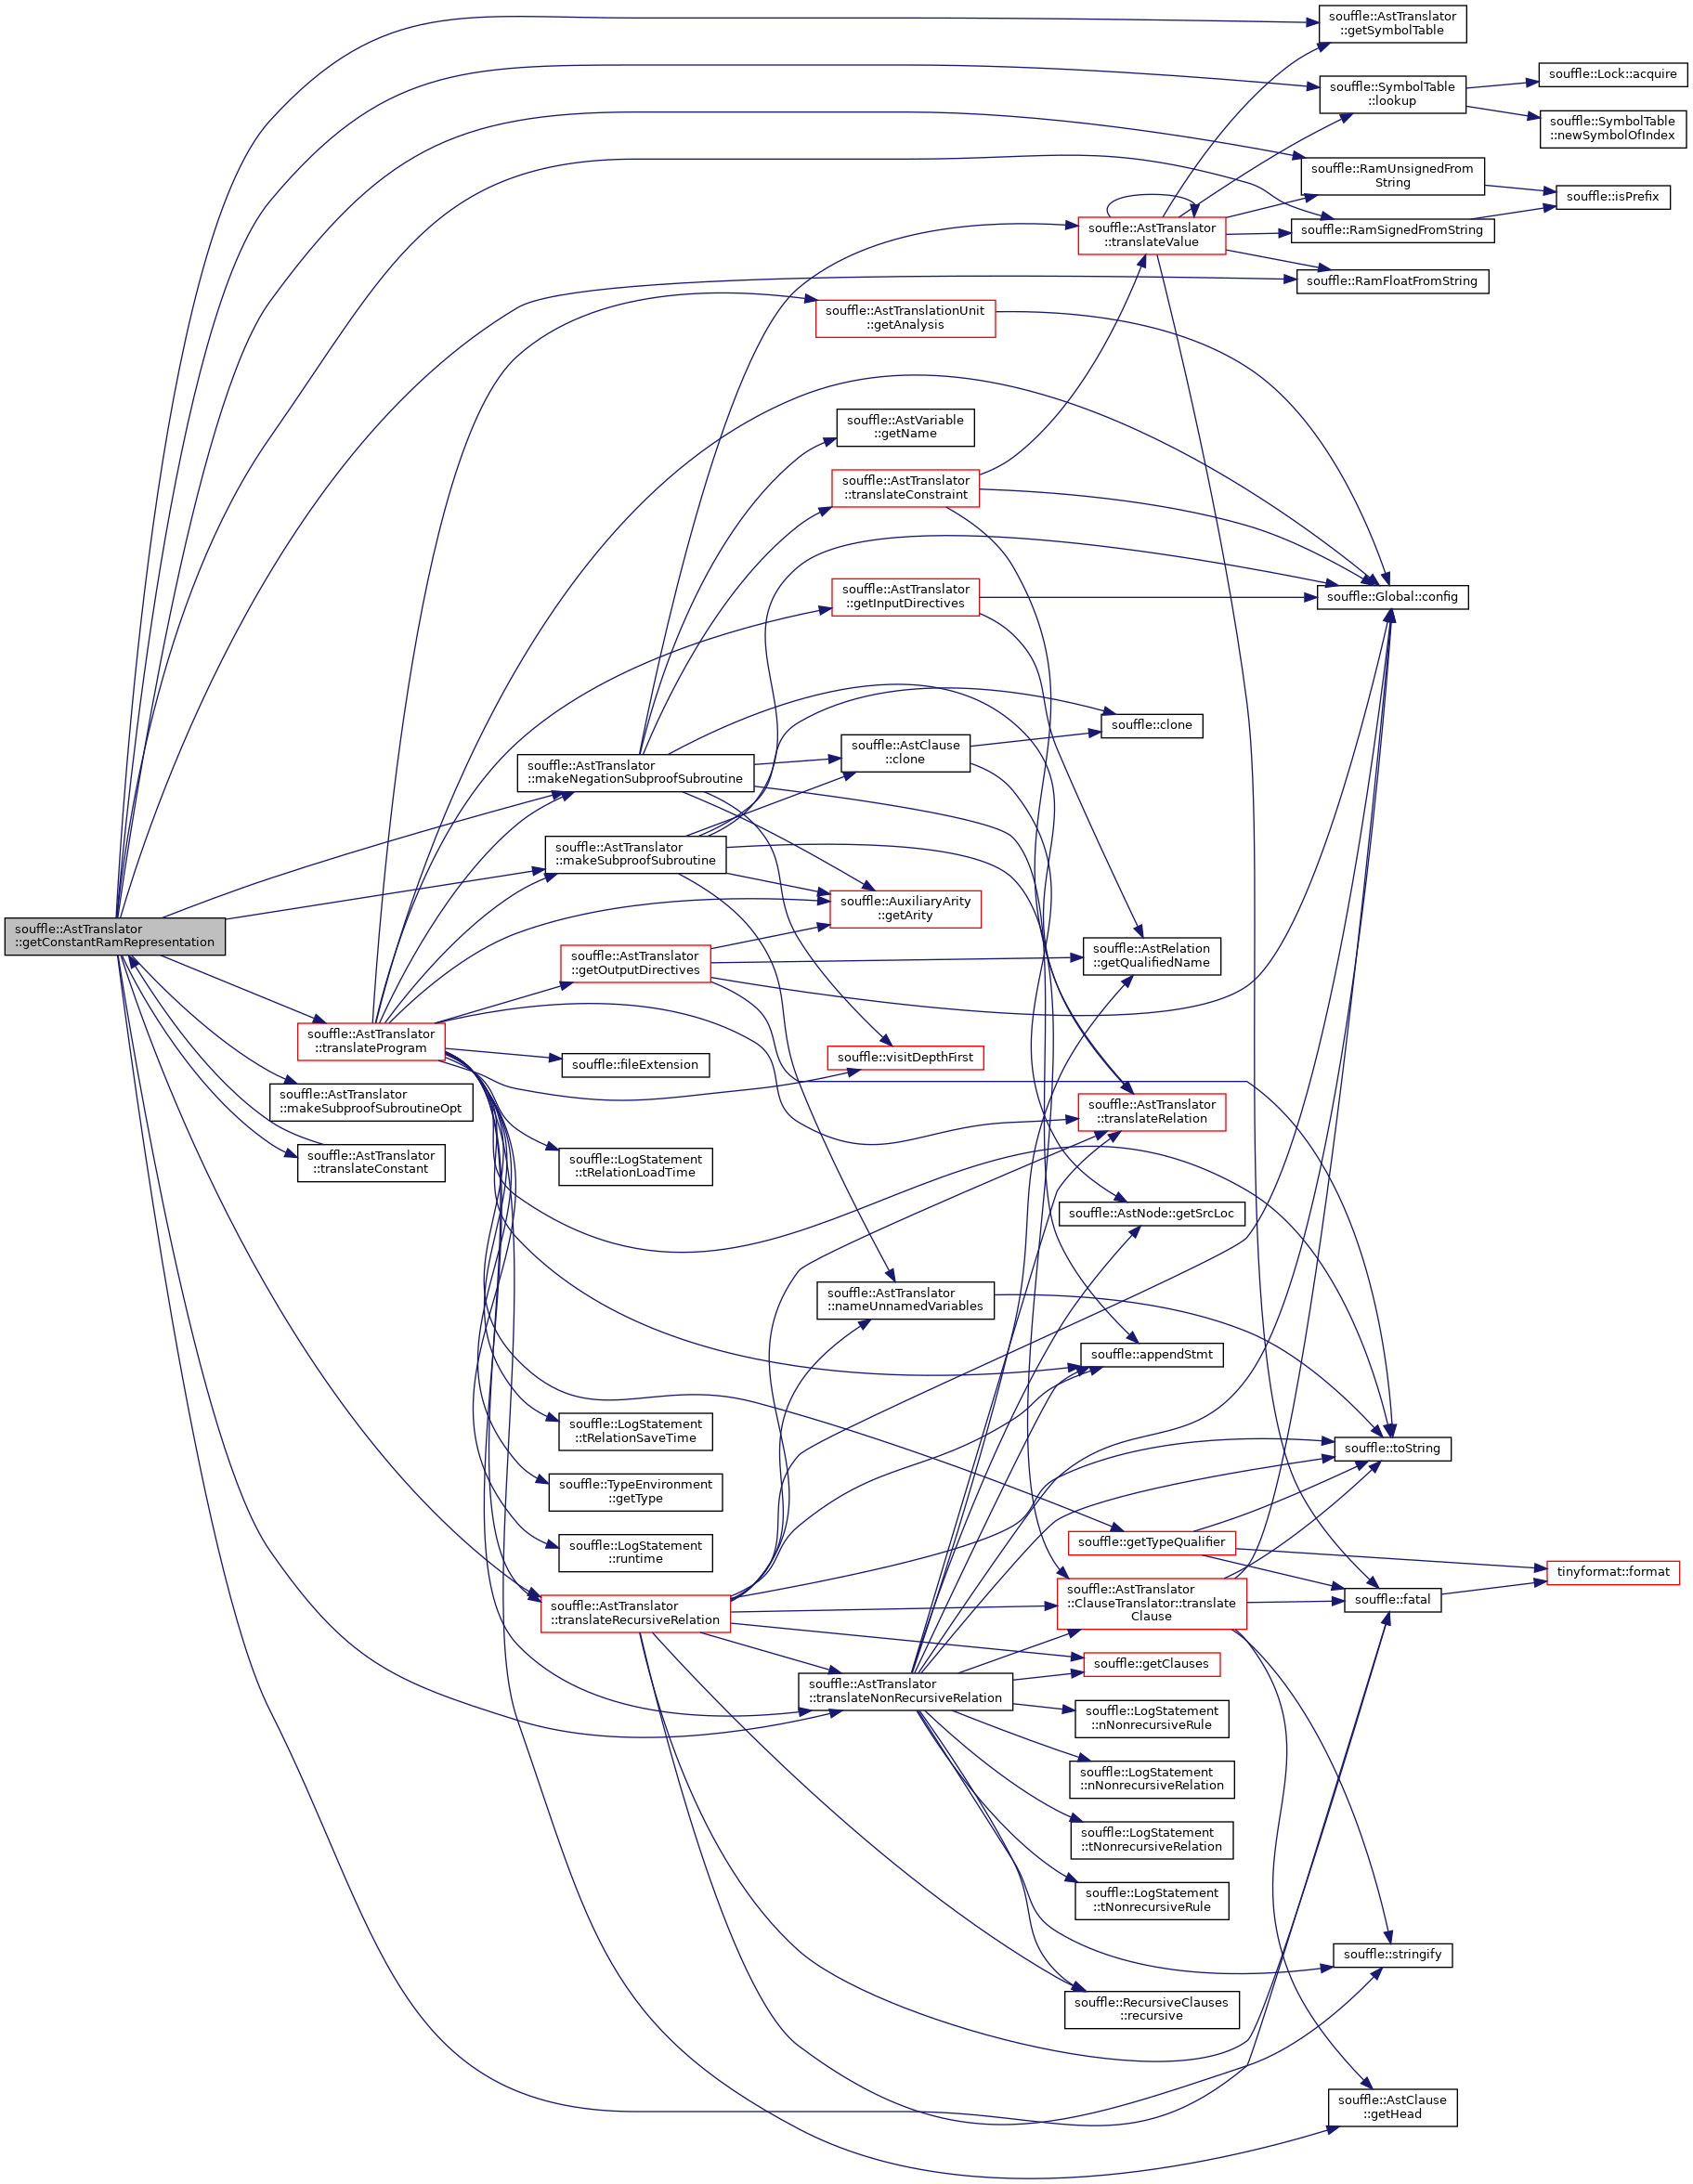 souffle::AstTranslator
::getSymbolTable
souffle::Lock::acquire
souffle::SymbolTable
::lookup
souffle::SymbolTable
::newSymbolOfIndex
souffle::RamUnsignedFrom
String
souffle::isPrefix
souffle::AstTranslator
::translateValue
souffle::RamSignedFromString
souffle::RamFloatFromString
souffle::AstTranslationUnit
::getAnalysis
souffle::AstVariable
::getName
souffle::AstTranslator
::translateConstraint
souffle::AstTranslator
::getInputDirectives
souffle::Global::config
souffle::clone
souffle::AstClause
::clone
souffle::AstTranslator
::makeNegationSubproofSubroutine
souffle::AstTranslator
::makeSubproofSubroutine
souffle::AuxiliaryArity
::getArity
souffle::AstTranslator
::getConstantRamRepresentation
souffle::AstTranslator
::getOutputDirectives
souffle::AstRelation
::getQualifiedName
souffle::AstTranslator
::translateProgram
souffle::fileExtension
souffle::visitDepthFirst
souffle::AstTranslator
::makeSubproofSubroutineOpt
souffle::AstTranslator
::translateRelation
souffle::AstTranslator
::translateConstant
souffle::LogStatement
::tRelationLoadTime
souffle::AstNode::getSrcLoc
souffle::AstTranslator
::nameUnnamedVariables
souffle::appendStmt
souffle::LogStatement
::tRelationSaveTime
souffle::toString
souffle::TypeEnvironment
::getType
souffle::LogStatement
::runtime
souffle::getTypeQualifier
tinyformat::format
souffle::AstTranslator
::translateRecursiveRelation
souffle::AstTranslator
::ClauseTranslator::translate
Clause
souffle::fatal
souffle::getClauses
souffle::AstTranslator
::translateNonRecursiveRelation
souffle::LogStatement
::nNonrecursiveRule
souffle::LogStatement
::nNonrecursiveRelation
souffle::LogStatement
::tNonrecursiveRelation
souffle::LogStatement
::tNonrecursiveRule
souffle::stringify
souffle::RecursiveClauses
::recursive
souffle::AstClause
::getHead